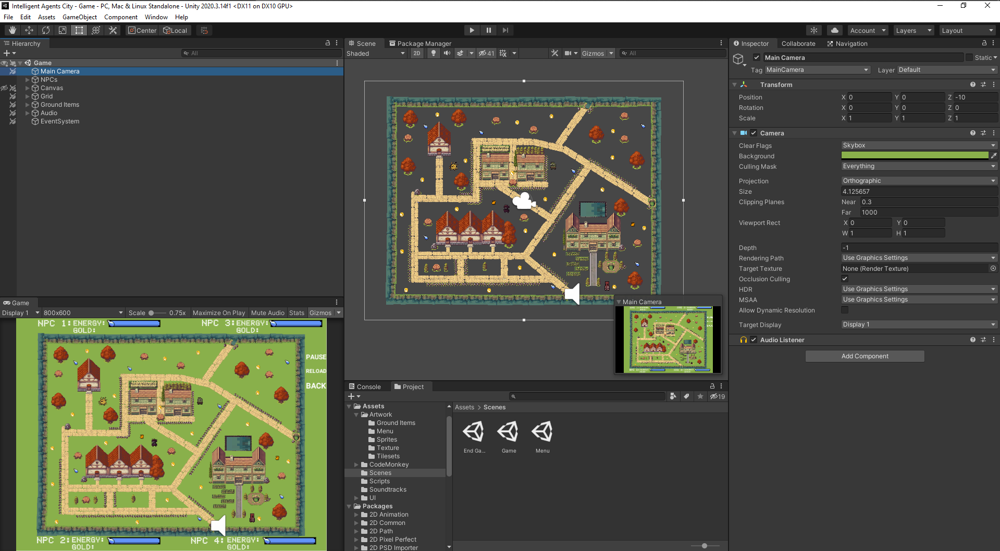 Intelligent Agents City - Game - PC, Mac & Linux Standalone - Unity 2020.3.14f1 <DX11 on DX10 GPU>
File Edit Assets GameObject Component Window Help
Center Local Account Layers Layout
Hierarchy
All
Game
Main Camera
NPCs
Canvas
Grid
Ground Items
Audio
EventSystem
Scene Package Manager
Shaded 2D 41 Gizmos All
Main Camera
Game
Display 1 800x600 Scale 0.75x Maximize On Play Mute Audio Stats Gizmos
NPC 1: ENERGY: NPC 3: ENERGY:
GOLD: GOLD:
PAUSE
RELOAD
BACK
NPC 2: ENERGY: NPC 4: ENERGY:
GOLD: GOLD:
Console Project
19
Assets
Artwork
Ground Items
Menu
Sprites
Texture
Tilesets
CodeMonkey
Scenes
Scripts
Soundtracks
UI
Packages
2D Animation
2D Common
2D Path
2D Pixel Perfect
2D PSD Importer
Assets > Scenes
End Ga... Game Menu
Inspector Collaborate Navigation
Main Camera Static
Tag MainCamera Layer Default
Transform
Position X 0 Y 0 Z -10
Rotation X 0 Y 0 Z 0
Scale X 1 Y 1 Z 1
Camera
Clear Flags Skybox
Background
Culling Mask Everything
Projection Orthographic
Size 4.125657
Clipping Planes Near 0.3
Far 1000
Viewport Rect X 0 Y 0
W 1 H 1
Depth -1
Rendering Path Use Graphics Settings
Target Texture None (Render Texture)
Occlusion Culling
HDR Use Graphics Settings
MSAA Use Graphics Settings
Allow Dynamic Resolution
Target Display Display 1
Audio Listener
Add Component